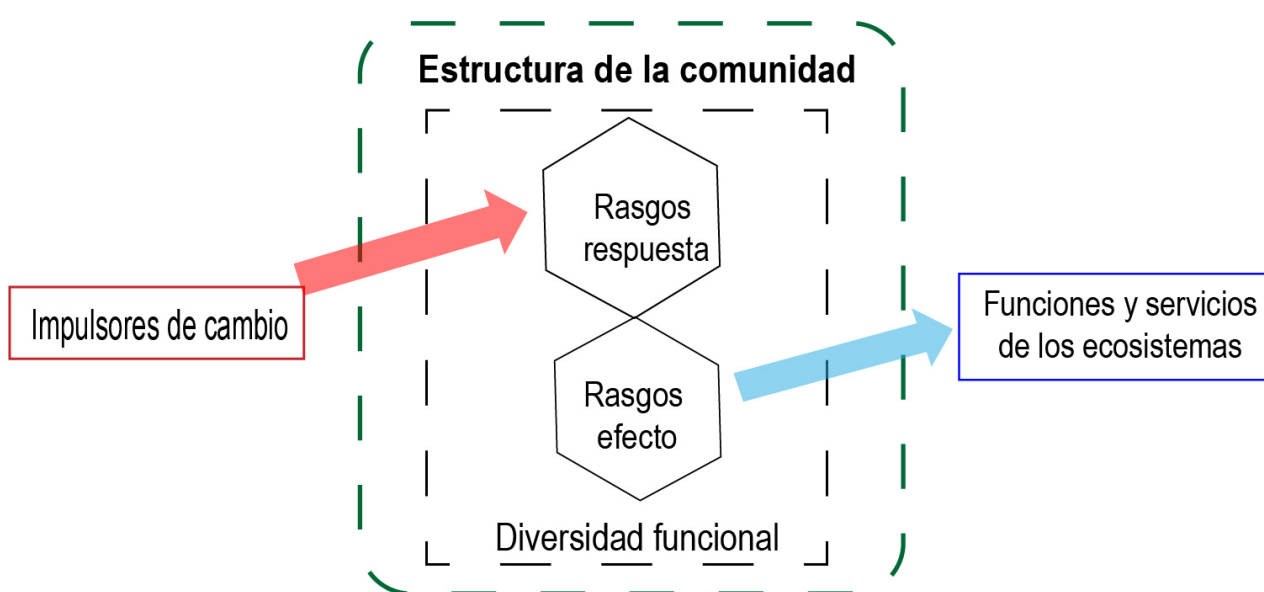 Estructura de la comunidad
Rasgos
respuesta
Impulsores de cambio
Funciones y servicios
de los ecosistemas
Rasgos
efecto
Diversidad funcional